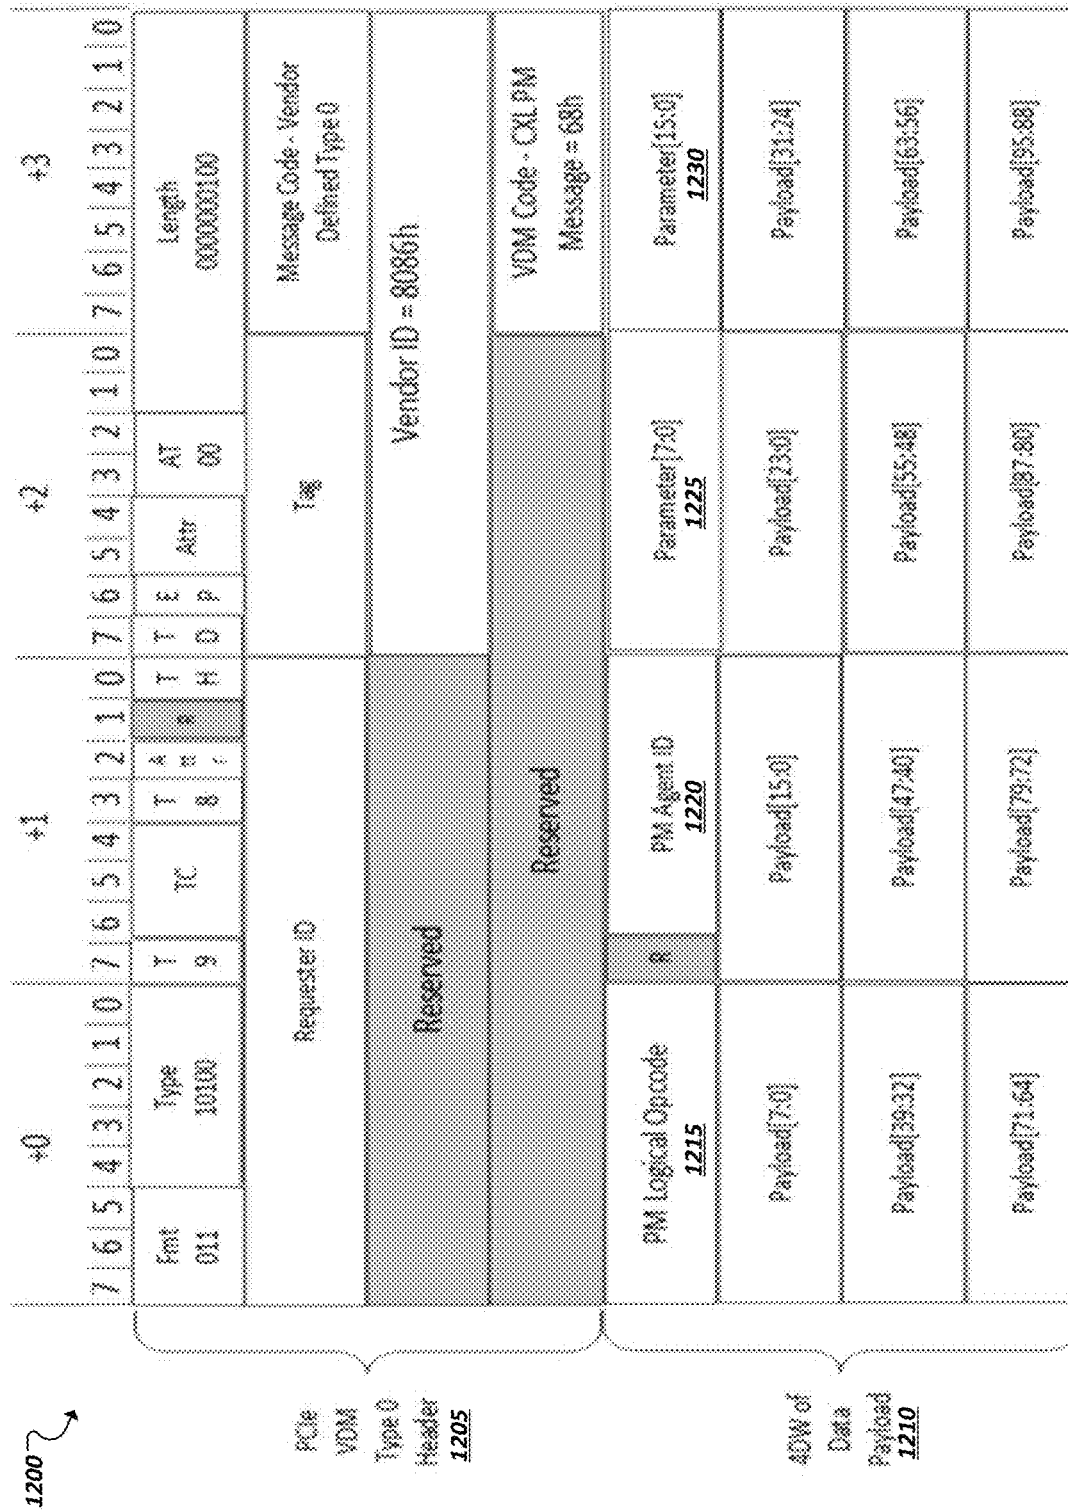 1200
+0 +1 +2 +3
7 6 5 4 3 2 1 0 7 6 5 4 3 2 1 0 7 6 5 4 3 2 1 0 7 6 5 4 3 2 1 0
PCIe
VDM
Type 0
Header
1205
Fmt
011
Type
10100
T
9
TC
T
8
A
R
T
H
T
D
E
P
Attr
AT
00
Length
0000000100
Requester ID
Tag
Message Code - Vendor
Defined Type 0
Reserved
Vendor ID = 8086h
Reserved
VDM Code - CXL PM
Message = 68h
4DW of
Data
Payload
1210
PM Logical Opcode
1215
R
PM Agent ID
1220
Parameter[7:0]
1225
Parameter[15:0]
1230
Payload[7:0]
Payload[15:0]
Payload[23:0]
Payload[31:24]
Payload[39:32]
Payload[47:40]
Payload[55:48]
Payload[63:56]
Payload[71:64]
Payload[79:72]
Payload[87:80]
Payload[95:88]